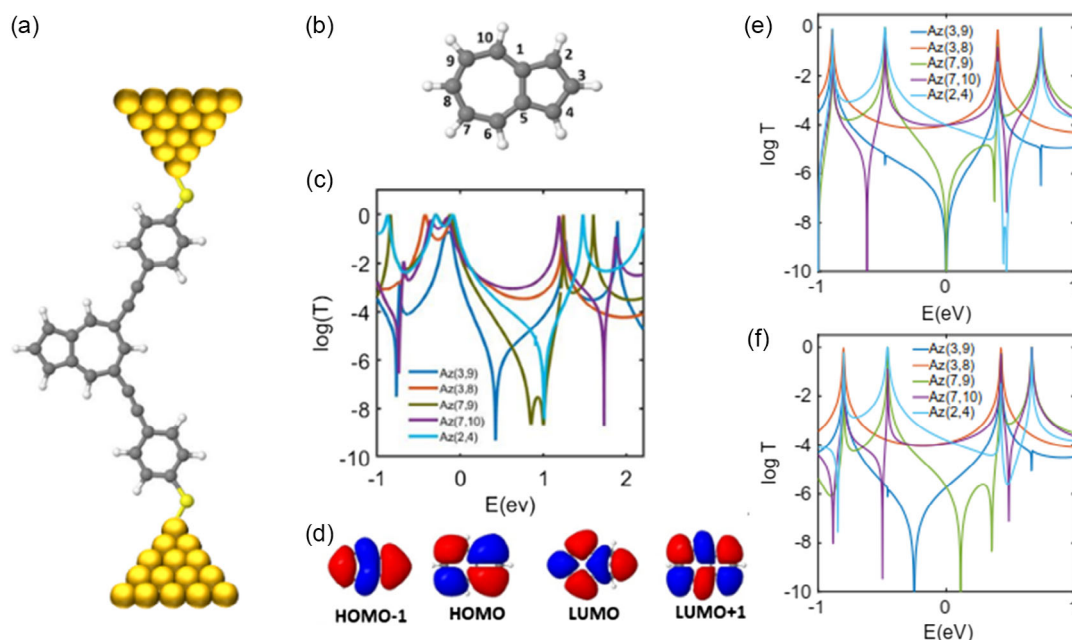 (a)
(b)
10
1
2
9
3
8
4
7
6
5
(c)
0
-2
-4
-6
-8
-10
log(T)
Az(3,9)
Az(3,8)
Az(7,9)
Az(7,10)
Az(2,4)
-1
0
1
2
E(ev)
(d)
HOMO-1
HOMO
LUMO
LUMO+1
(e)
0
-2
-4
-6
-8
-10
log T
Az(3,9)
Az(3,8)
Az(7,9)
Az(7,10)
Az(2,4)
-1
0
1
E(eV)
(f)
0
-2
-4
-6
-8
-10
log T
Az(3,9)
Az(3,8)
Az(7,9)
Az(7,10)
Az(2,4)
-1
0
1
E(eV)